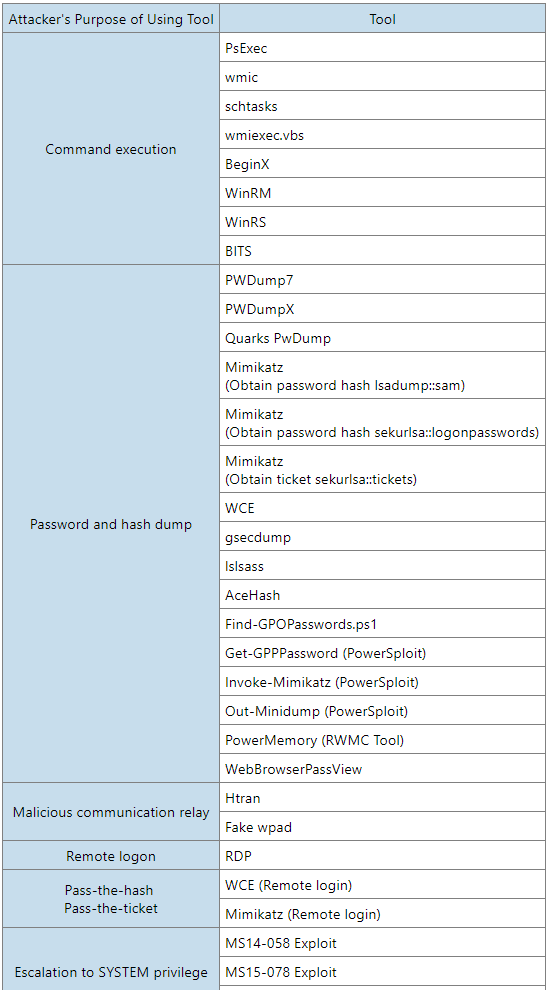 Attacker's Purpose of Using Tool
Tool
Command execution
PsExec
wmic
schtasks
wmiexec.vbs
BeginX
WinRM
WinRS
BITS
Password and hash dump
PWDump7
PWDumpX
Quarks PwDump
Mimikatz
(Obtain password hash lsadump::sam)
Mimikatz
(Obtain password hash sekurlsa::logonpasswords)
Mimikatz
(Obtain ticket sekurlsa::tickets)
WCE
gsecdump
lslsass
AceHash
Find-GPOPasswords.ps1
Get-GPPPassword (PowerSploit)
Invoke-Mimikatz (PowerSploit)
Out-Minidump (PowerSploit)
PowerMemory (RWMC Tool)
WebBrowserPassView
Malicious communication relay
Htran
Fake wpad
Remote logon
RDP
Pass-the-hash
Pass-the-ticket
WCE (Remote login)
Mimikatz (Remote login)
Escalation to SYSTEM privilege
MS14-058 Exploit
MS15-078 Exploit